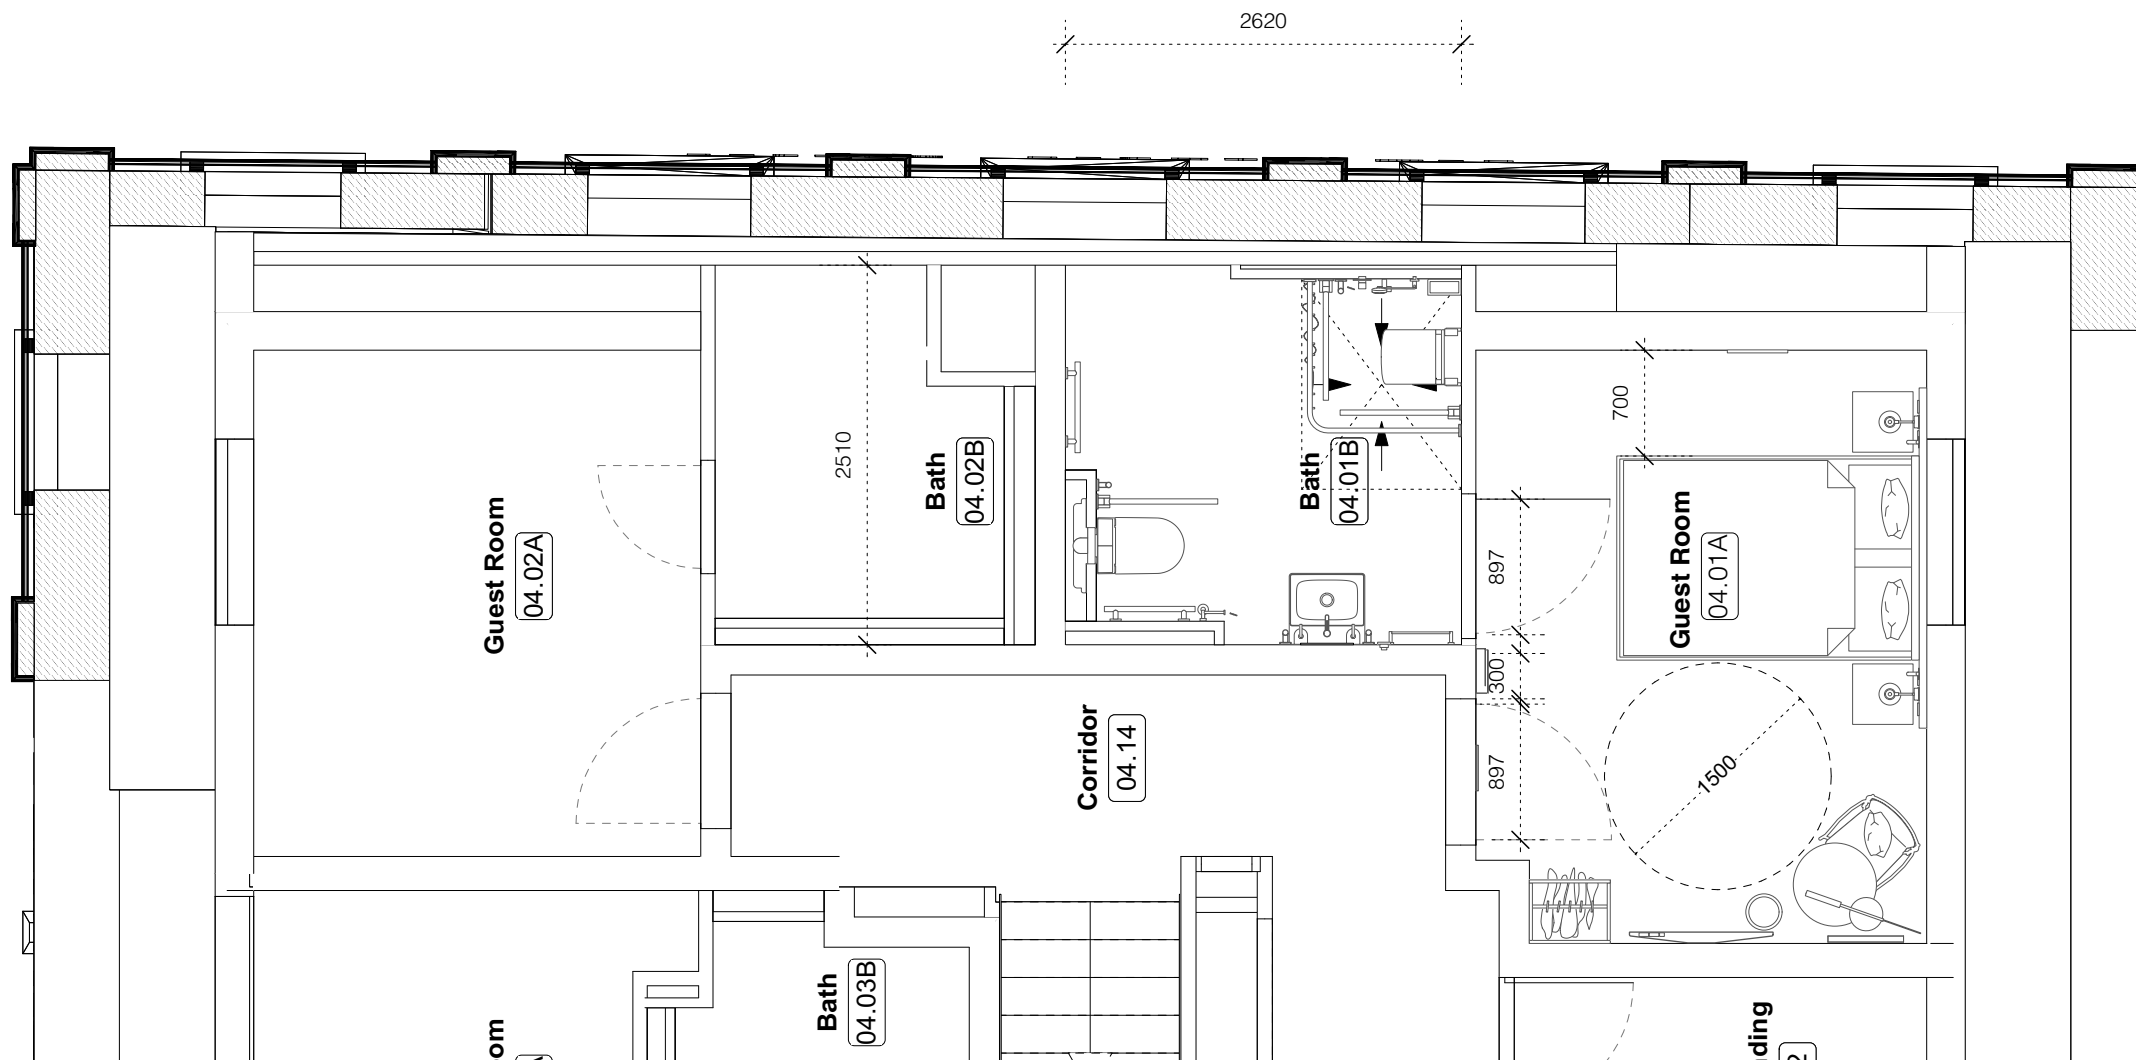 2620
700
2510
Bath
04.02B
Bath
04.01B
Guest Room
04.02A
Guest Room
04.01A
897
300
897
1500
Corridor
04.14
Bath
04.03B